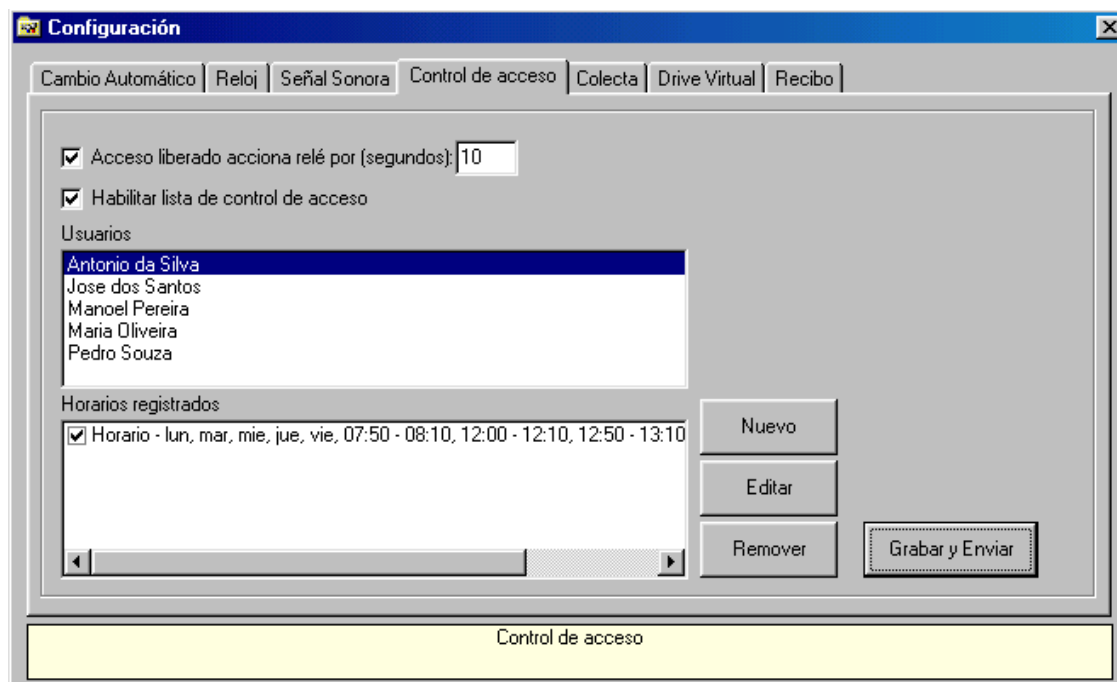 Configuración
Cambio Automático Reloj Señal Sonora Control de acceso Colecta Drive Virtual Recibo
Acceso liberado acciona relé por (segundos): 10
Habilitar lista de control de acceso
Usuarios
Antonio da Silva
Jose dos Santos
Manoel Pereira
Maria Oliveira
Pedro Souza
Horarios registrados
Horario - lun, mar, mie, jue, vie, 07:50 - 08:10, 12:00 - 12:10, 12:50 - 13:10
Nuevo
Editar
Remover
Grabar y Enviar
Control de acceso